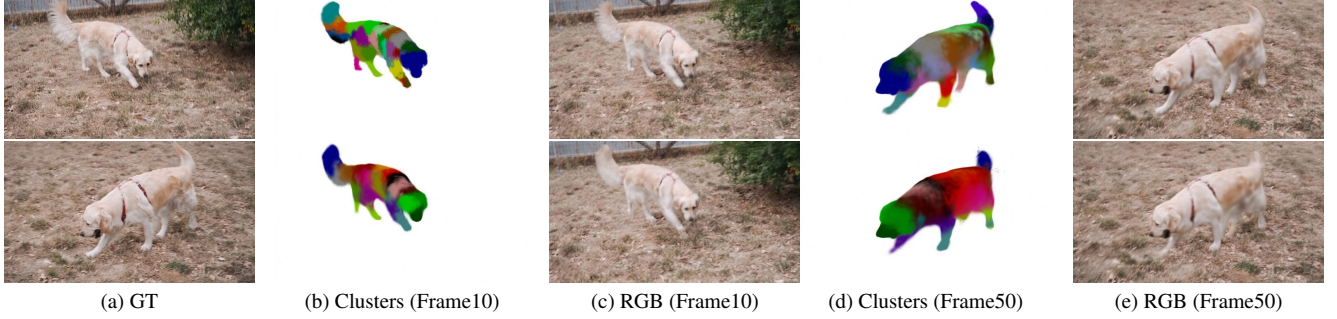 (a) GT
(b) Clusters (Frame10)
(c) RGB (Frame10)
(d) Clusters (Frame50)
(e) RGB (Frame50)